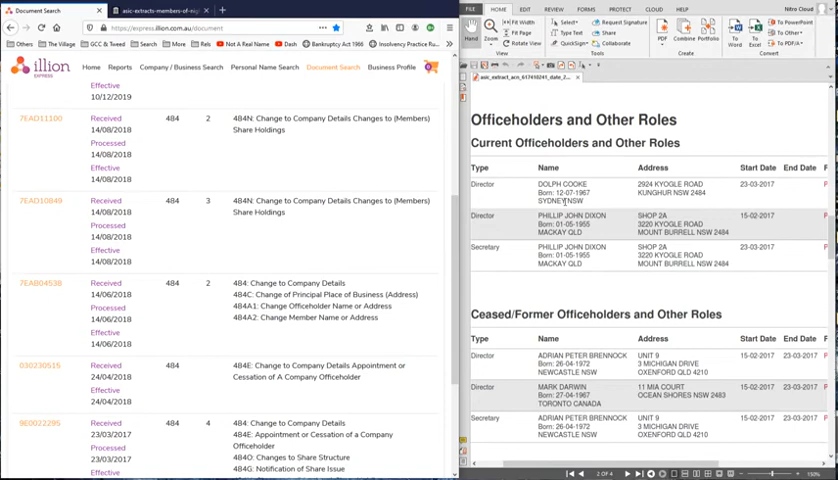 Document Search
asic-extracts-members-of-nig
https://express.illion.com.au/document
Others
The Village
GCC & Tweed
Search
ReL
Not A Real Name
Dash
Bankruptcy Act 1966
Insolvency Practice Ru...
illion
EXPRESS
Home
Reports
Company / Business Search
Personal Name Search
Document Search
Business Profile
0
Effective
10/12/2019
7EAD11100
Received
14/08/2018
Processed
14/08/2018
Effective
14/08/2018
484
2
484N: Change to Company Details Changes to (Members)
Share Holdings
7EAD10849
Received
14/08/2018
Processed
14/08/2018
Effective
14/08/2018
484
3
484N: Change to Company Details Changes to (Members)
Share Holdings
7EAB04538
Received
14/06/2018
Processed
14/06/2018
Effective
14/06/2018
484
2
484: Change to Company Details
484C: Change of Principal Place of Business (Address)
484A1: Change Officeholder Name or Address
484A2: Change Member Name or Address
030230515
Received
24/04/2018
Effective
24/04/2018
484
484E: Change to Company Details Appointment or
Cessation of A Company Officeholder
9E0022295
Received
23/03/2017
Processed
23/03/2017
Effective
484
4
484: Change to Company Details
484E: Appointment or Cessation of a Company
Officeholder
484O: Changes to Share Structure
484G: Notification of Share Issue
FILE
HOME
EDIT
REVIEW
FORMS
PROTECT
CLOUD
HELP
Nitro Cloud
Hand
Zoom
Fit Width
Fit Page
Rotate View
Select
Type Text
QuickSign
Request Signature
Share
Collaborate
PDF
Combine
Portfolio
To Word
To Excel
To PowerPoint
To Other
To PDF/A
View
Tools
Create
Convert
asic_extract_acn_617418241_date_2...
Officeholders and Other Roles
Current Officeholders and Other Roles
Type
Name
Address
Start Date
End Date
Director
DOLPH COOKE
Born: 12-07-1967
SYDNEY NSW
2924 KYOGLE ROAD
KUNGHUR NSW 2484
23-03-2017
Director
PHILLIP JOHN DIXON
Born: 01-05-1955
MACKAY QLD
SHOP 2A
3220 KYOGLE ROAD
MOUNT BURRELL NSW 2484
15-02-2017
Secretary
PHILLIP JOHN DIXON
Born: 01-05-1955
MACKAY QLD
SHOP 2A
3220 KYOGLE ROAD
MOUNT BURRELL NSW 2484
23-03-2017
Ceased/Former Officeholders and Other Roles
Type
Name
Address
Start Date
End Date
Director
ADRIAN PETER BRENNOCK
Born: 26-04-1972
NEWCASTLE NSW
UNIT 9
3 MICHIGAN DRIVE
OXENFORD QLD 4210
15-02-2017
23-03-2017
Director
MARK DARWIN
Born: 27-04-1967
TORONTO CANADA
11 MIA COURT
OCEAN SHORES NSW 2483
15-02-2017
23-03-2017
Secretary
ADRIAN PETER BRENNOCK
Born: 26-04-1972
NEWCASTLE NSW
UNIT 9
3 MICHIGAN DRIVE
OXENFORD QLD 4210
15-02-2017
23-03-2017
2 OF 4
150%